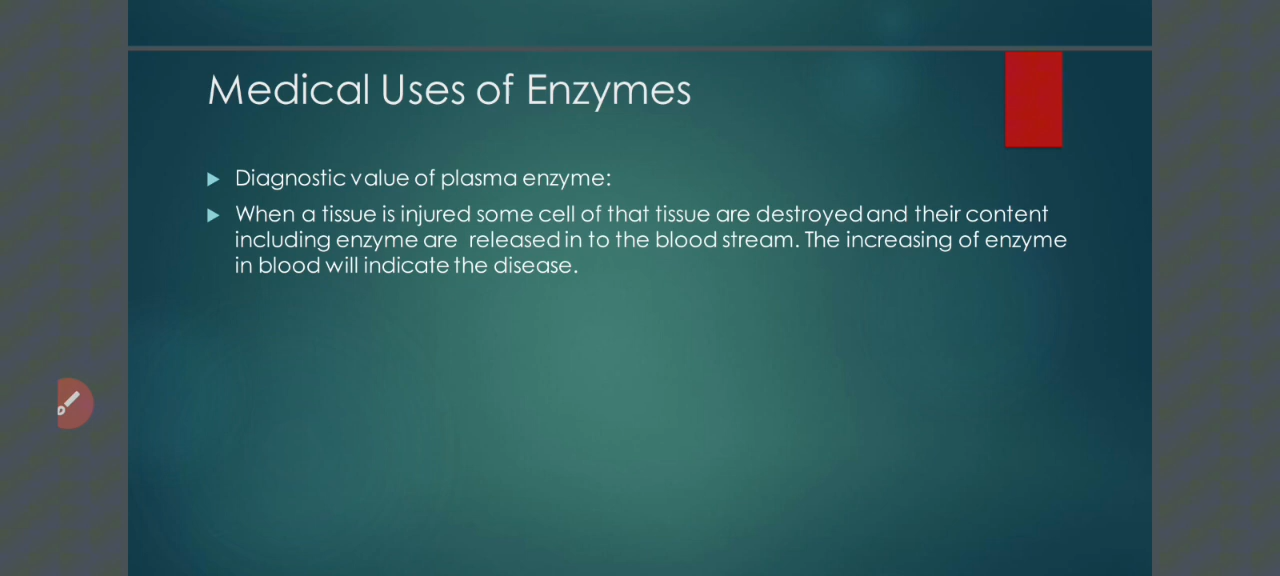 Medical Uses of Enzymes
Diagnostic value of plasma enzyme:
When a tissue is injured some cell of that tissue are destroyed and their content
including enzyme are released in to the blood stream. The increasing of enzyme
in blood will indicate the disease.